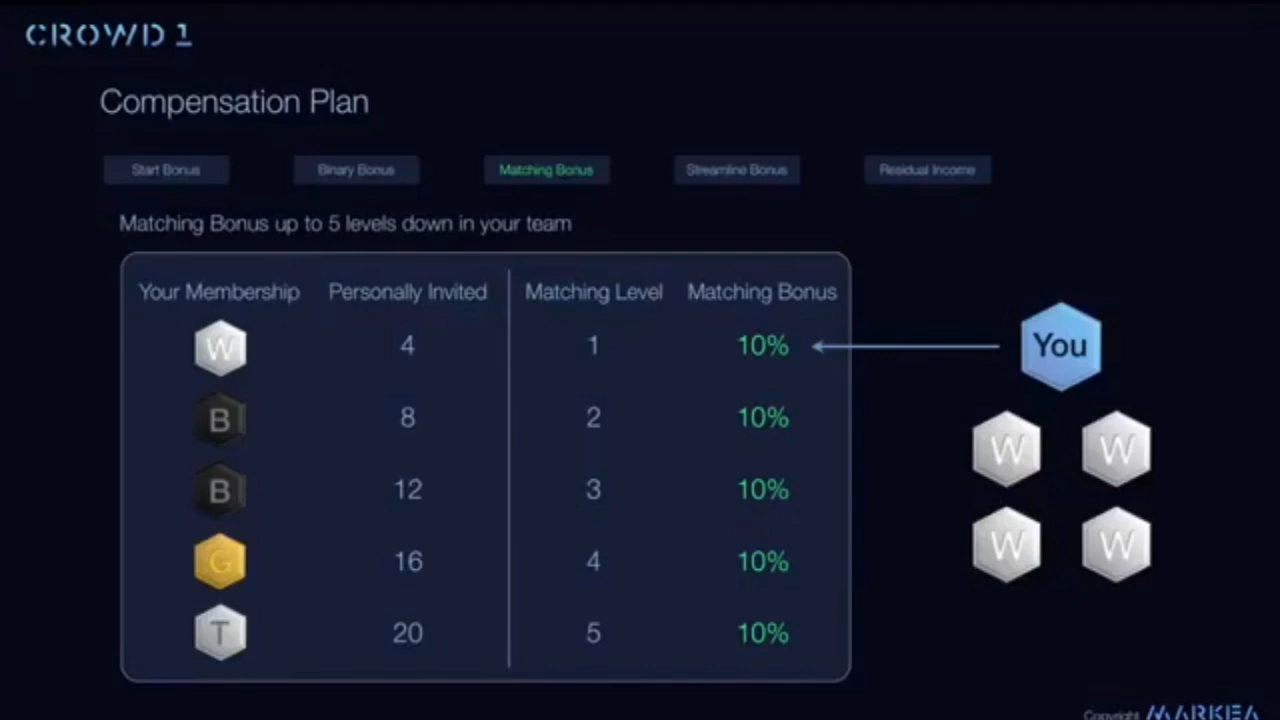 CROWD 1
Compensation Plan
Start Bonus Binary Bonus Matching Bonus Streamline Bonus Residual Income
Matching Bonus up to 5 levels down in your team
Your Membership Personally Invited Matching Level Matching Bonus
W 4 1 10%
B 8 2 10%
B 12 3 10%
G 16 4 10%
T 20 5 10%
You
W W
W W
Copyright MARKEA